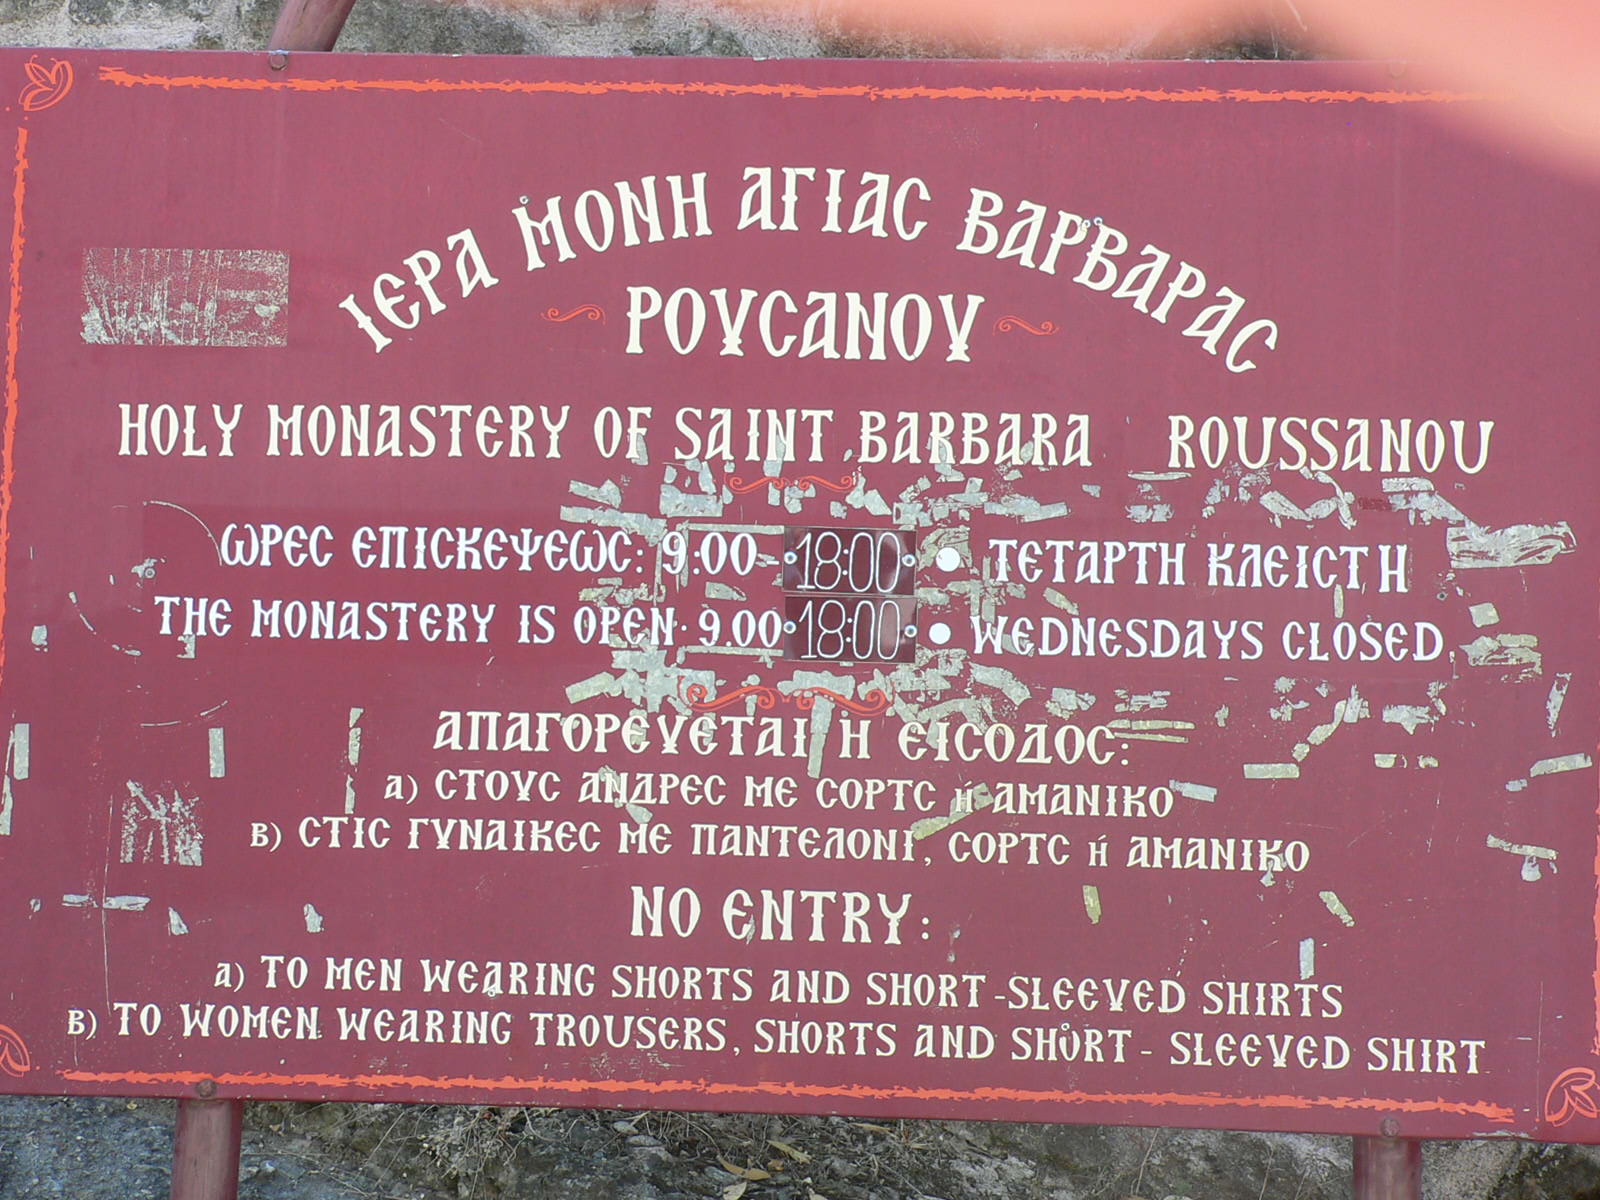 ΙΕΡΑ ΜΟΝΗ ΑΓΙΑΣ ΒΑΡΒΑΡΑΣ
ΡΟΥΣΑΝΟΥ
HOLY MONASTERY OF SAINT BARBARA ROUSSANOU
ΩΡΕΣ ΕΠΙΣΚΕΨΕΩΣ: 9:00-18:00 • ΤΕΤΑΡΤΗ ΚΛΕΙΣΤΗ
THE MONASTERY IS OPEN: 9.00 18:00 • WEDNESDAYS CLOSED.
ΑΠΑΓΟΡΕΥΕΤΑΙ Η ΕΙΣΟΔΟΣ:
Α) ΣΤΟΥΣ ΑΝΔΡΕΣ ΜΕ ΣΟΡΤΣ ή ΑΜΑΝΙΚΟ
Β) ΣΤΙΣ ΓΥΝΑΙΚΕΣ ΜΕ ΠΑΝΤΕΛΟΝΙ, ΣΟΡΤΣ ή ΑΜΑΝΙΚΟ
NO ENTRY:
A) TO MEN WEARING SHORTS AND SHORT-SLEEVED SHIRTS
B) TO WOMEN WEARING TROUSERS, SHORTS AND SHORT-SLEEVED SHIRT